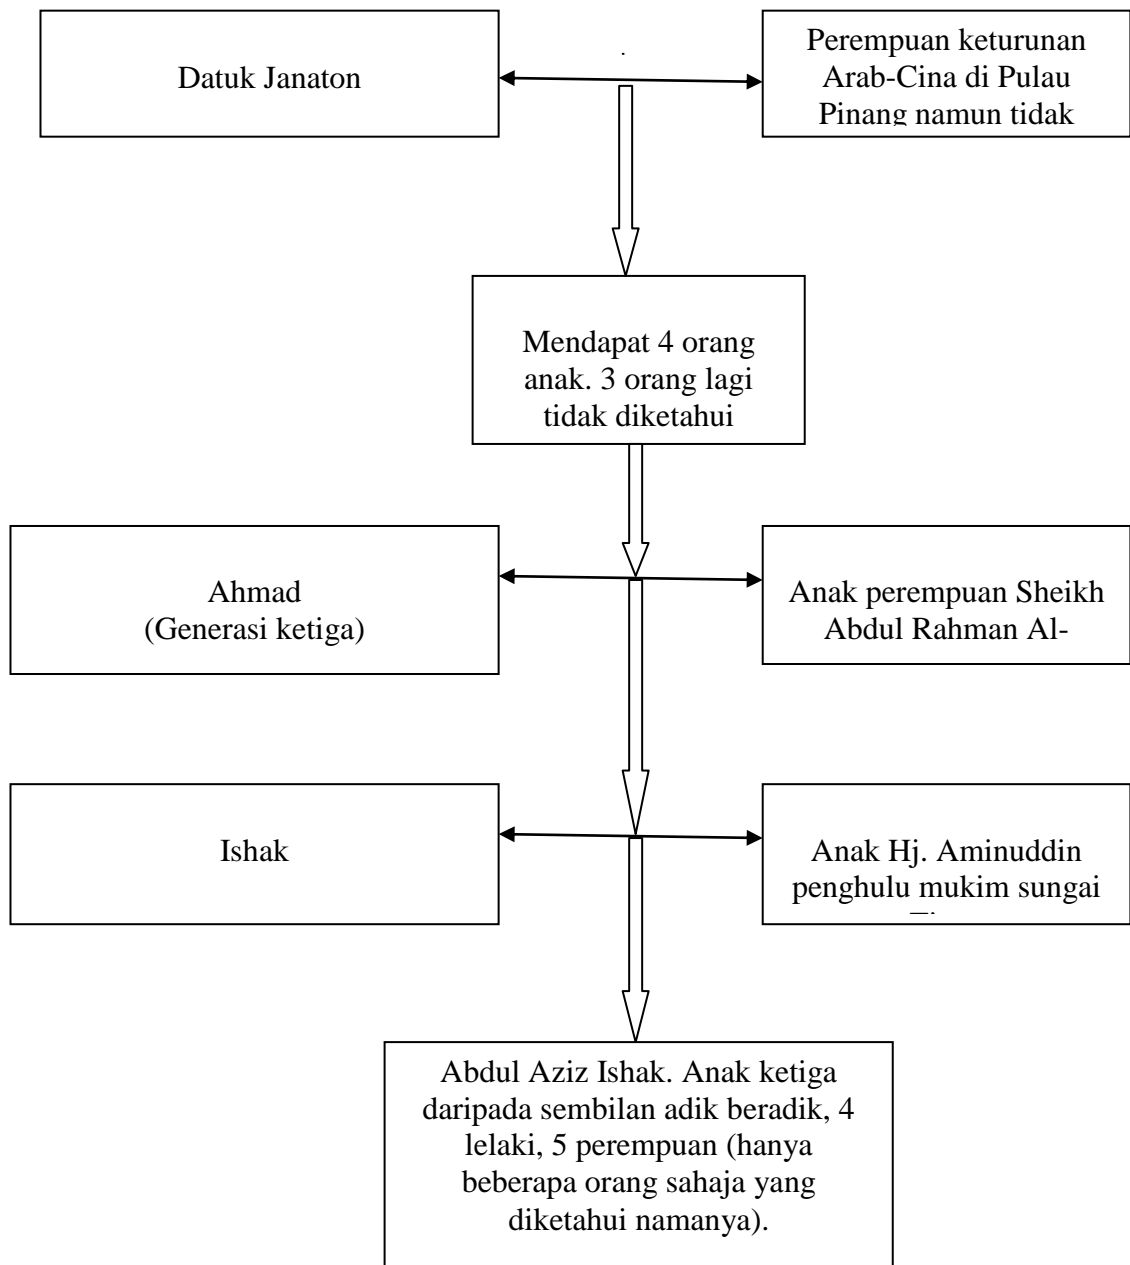 Datuk Janaton
Perempuan keturunan
Arab-Cina di Pulau
Pinang namun tidak
Mendapat 4 orang
anak. 3 orang lagi
tidak diketahui
Ahmad
(Generasi ketiga)
Anak perempuan Sheikh
Abdul Rahman Al-
Ishak
Anak Hj. Aminuddin
penghulu mukim sungai
Abdul Aziz Ishak. Anak ketiga
daripada sembilan adik beradik, 4
lelaki, 5 perempuan (hanya
beberapa orang sahaja yang
diketahui namanya).